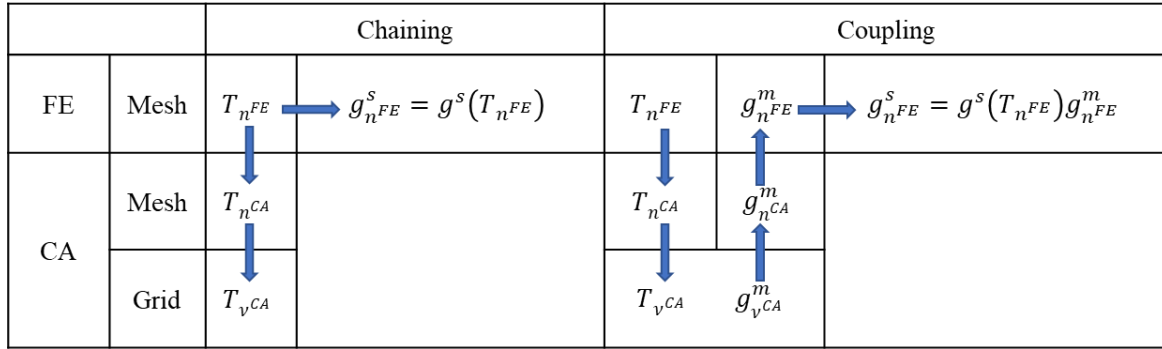 Chaining Coupling
FE Mesh T_{n^{FE}} g^s_{n^{FE}} = g^s(T_{n^{FE}}) T_{n^{FE}} g^m_{n^{FE}} g^s_{n^{FE}} = g^s(T_{n^{FE}})g^m_{n^{FE}}
CA Mesh T_{n^{CA}} T_{n^{CA}} g^m_{n^{CA}}
Grid T_{ν^{CA}} T_{ν^{CA}} g^m_{ν^{CA}}